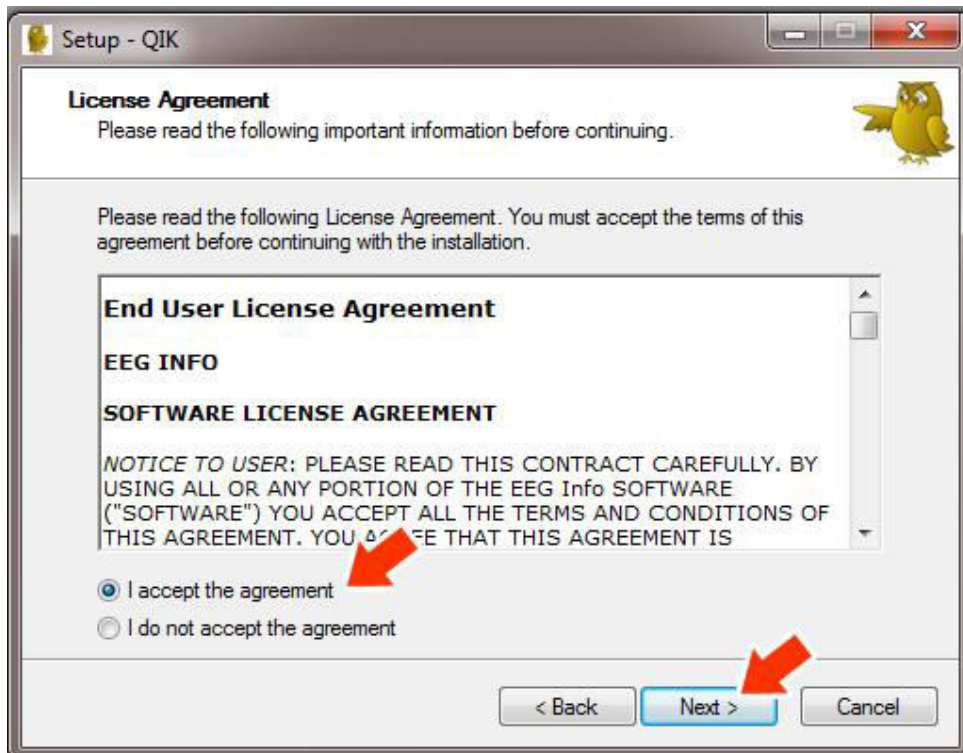 Setup - QIK
License Agreement
Please read the following important information before continuing.
Please read the following License Agreement. You must accept the terms of this
agreement before continuing with the installation.
End User License Agreement
EEG INFO
SOFTWARE LICENSE AGREEMENT
NOTICE TO USER: PLEASE READ THIS CONTRACT CAREFULLY. BY
USING ALL OR ANY PORTION OF THE EEG Info SOFTWARE
("SOFTWARE") YOU ACCEPT ALL THE TERMS AND CONDITIONS OF
THIS AGREEMENT. YOU AGREE THAT THIS AGREEMENT IS
I accept the agreement
I do not accept the agreement
< Back Next > Cancel